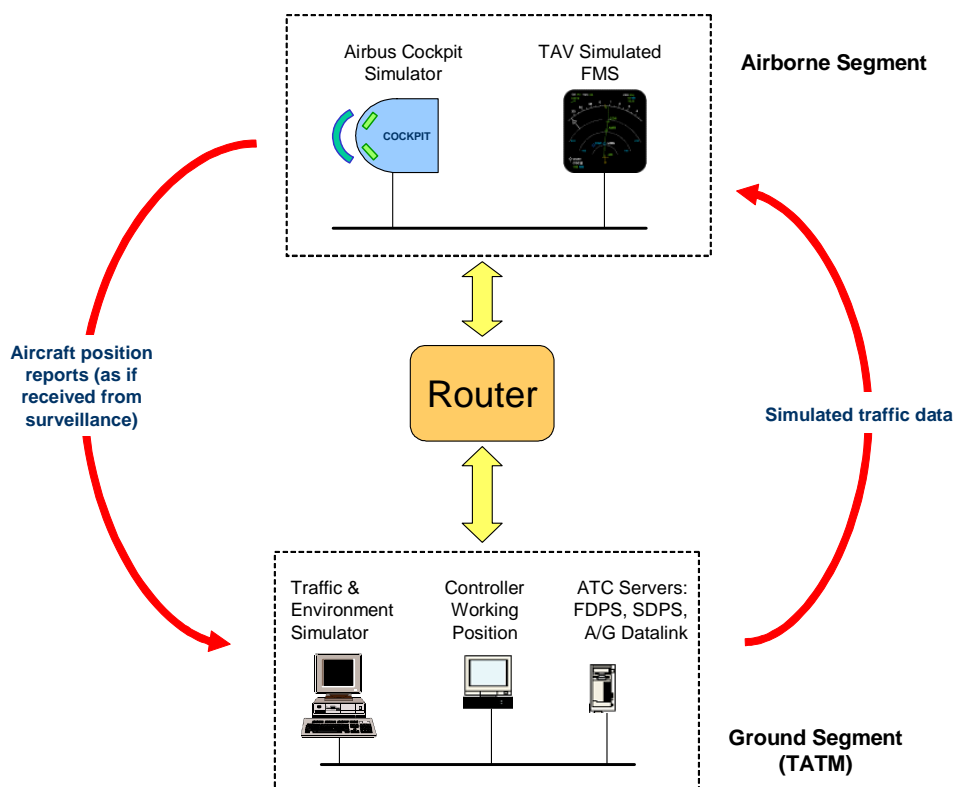 Airbus Cockpit
Simulator
TAV Simulated
FMS
Airborne Segment
COCKPIT
Router
Aircraft position
reports (as if
received from
surveillance)
Simulated traffic data
Traffic &
Environment
Simulator
Controller
Working
Position
ATC Servers:
FDPS, SDPS,
A/G Datalink
Ground Segment
(TATM)